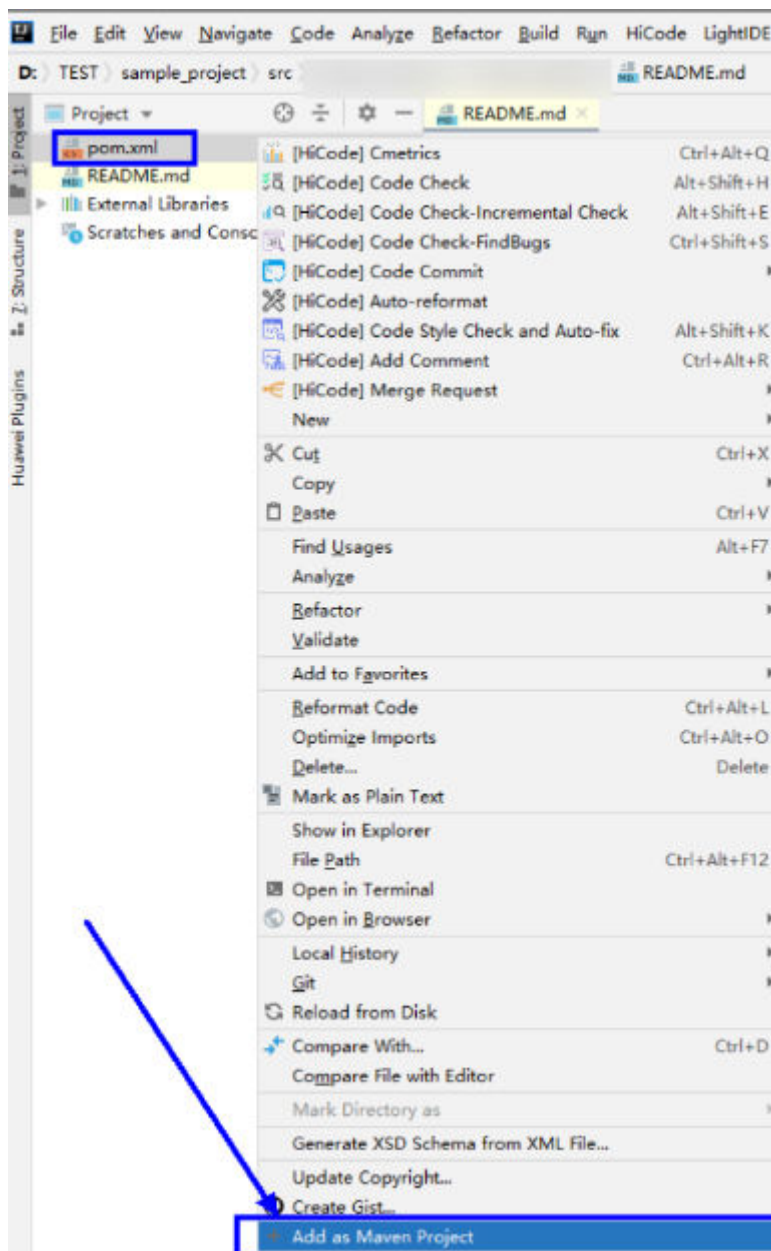 File Edit View Navigate Code Analyze Refactor Build Run HiCode LightIDE
D: TEST sample_project src README.md
Project README.md
1: Project
pom.xml
README.md
External Libraries
Scratches and Consc
7: Structure
Huawei Plugins
[HiCode] Cmetrics Ctrl+Alt+Q
[HiCode] Code Check Alt+Shift+H
[HiCode] Code Check-Incremental Check Alt+Shift+E
[HiCode] Code Check-FindBugs Ctrl+Shift+S
[HiCode] Code Commit
[HiCode] Auto-reformat
[HiCode] Code Style Check and Auto-fix Alt+Shift+K
[HiCode] Add Comment Ctrl+Alt+R
[HiCode] Merge Request
New
Cut Ctrl+X
Copy
Paste Ctrl+V
Find Usages Alt+F7
Analyze
Refactor
Validate
Add to Favorites
Reformat Code Ctrl+Alt+L
Optimize Imports Ctrl+Alt+O
Delete... Delete
Mark as Plain Text
Show in Explorer
File Path Ctrl+Alt+F12
Open in Terminal
Open in Browser
Local History
Git
Reload from Disk
Compare With... Ctrl+D
Compare File with Editor
Mark Directory as
Generate XSD Schema from XML File...
Update Copyright...
Create Gist...
Add as Maven Project